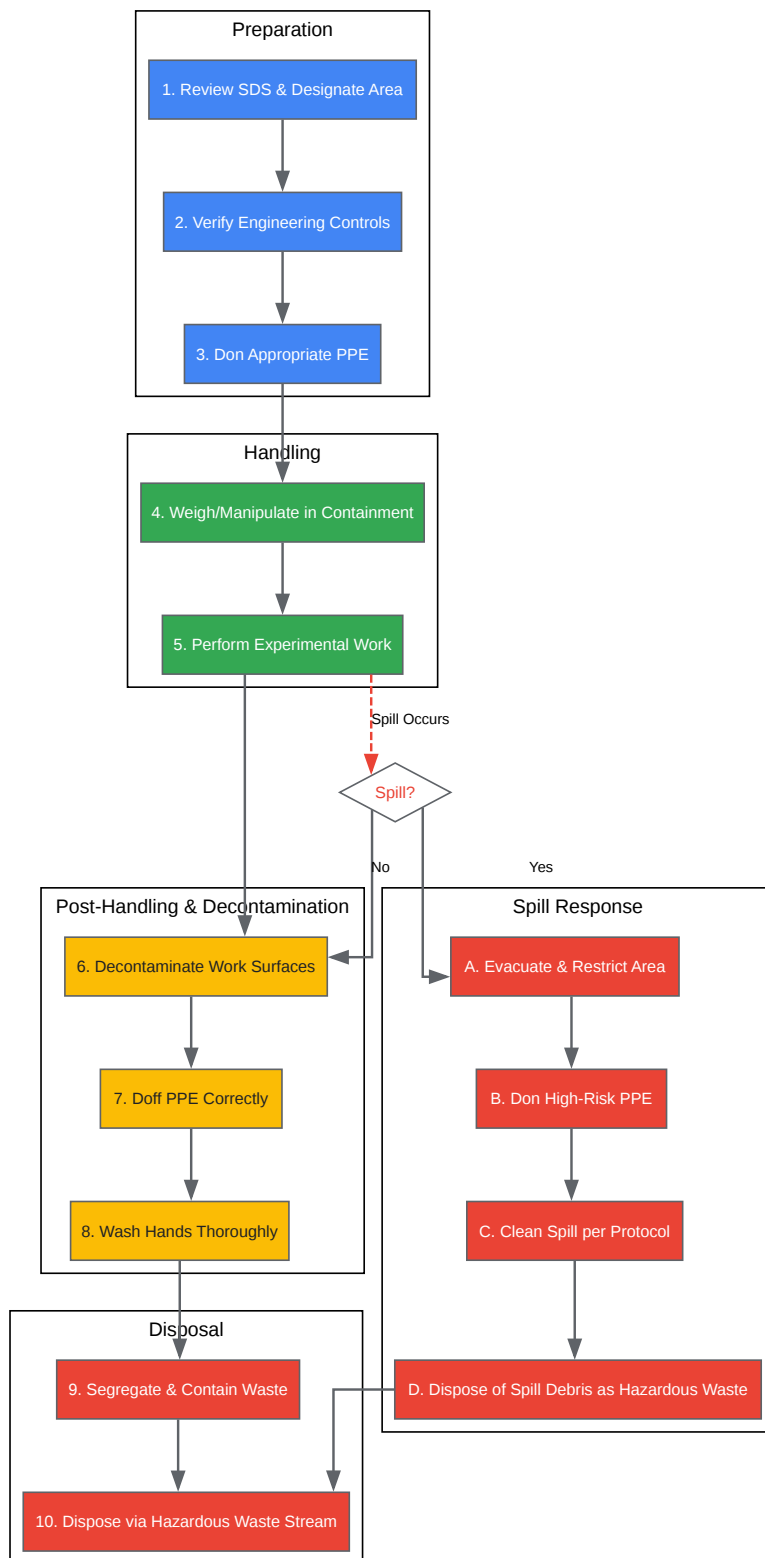 Preparation
1. Review SDS & Designate Area
2. Verify Engineering Controls
3. Don Appropriate PPE
Handling
4. Weigh/Manipulate in Containment
5. Perform Experimental Work
Spill Occurs
Spill?
No
Yes
Post-Handling & Decontamination
6. Decontaminate Work Surfaces
7. Doff PPE Correctly
8. Wash Hands Thoroughly
Spill Response
A. Evacuate & Restrict Area
B. Don High-Risk PPE
C. Clean Spill per Protocol
D. Dispose of Spill Debris as Hazardous Waste
Disposal
9. Segregate & Contain Waste
10. Dispose via Hazardous Waste Stream